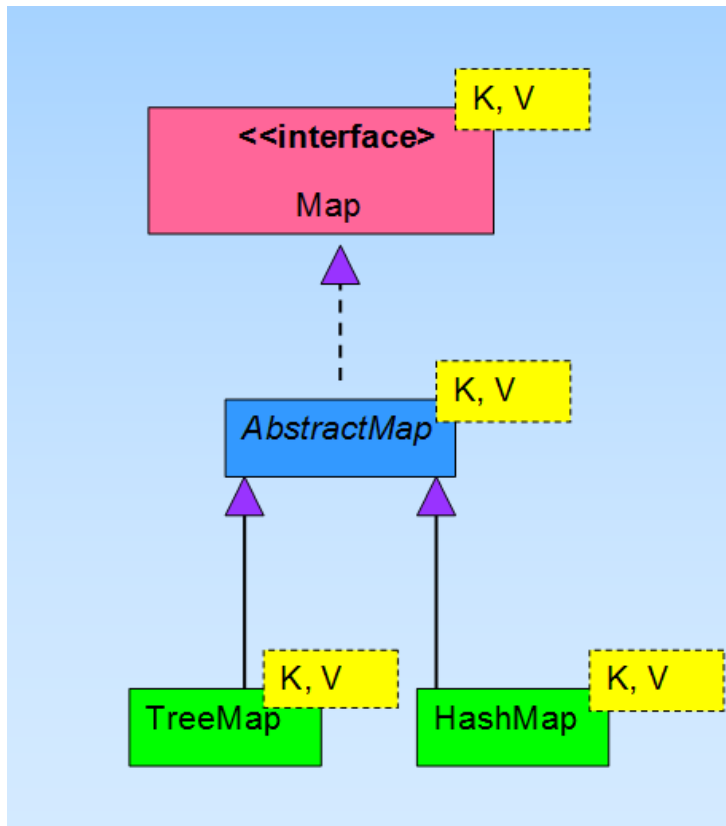 K, V
<<interface>
Map
K, V
AbstractMap
K, V
K, V
TreeMap
HashMap